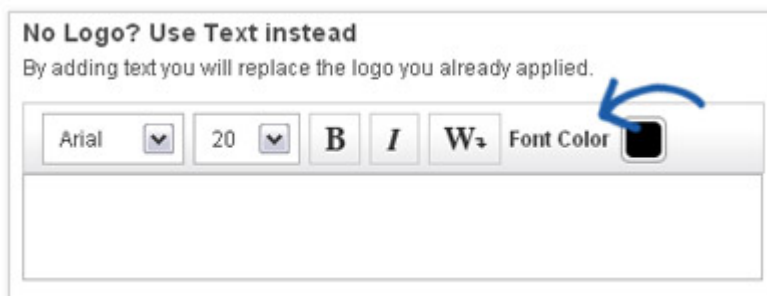 No Logo? Use Text instead
By adding text you will replace the logo you already applied.
Arial 20 B I W Font Color